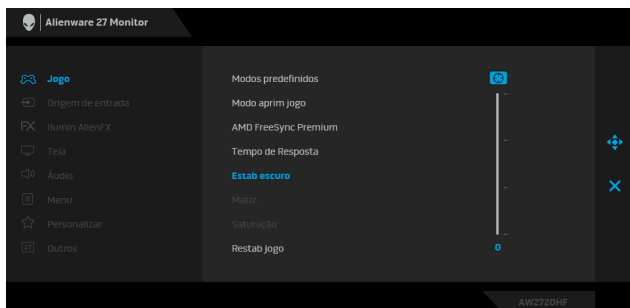 Alienware 27 Monitor
Jogo
Origem de entrada
FX Ilumin AlienFX
Tela
Áudio
Menu
Personalizar
Outros
Modos predefinidos
Modo aprim jogo
AMD FreeSync Premium
Tempo de Resposta
Estab escuro
Matiz
Saturação
Restab jogo
0
AW2720HF